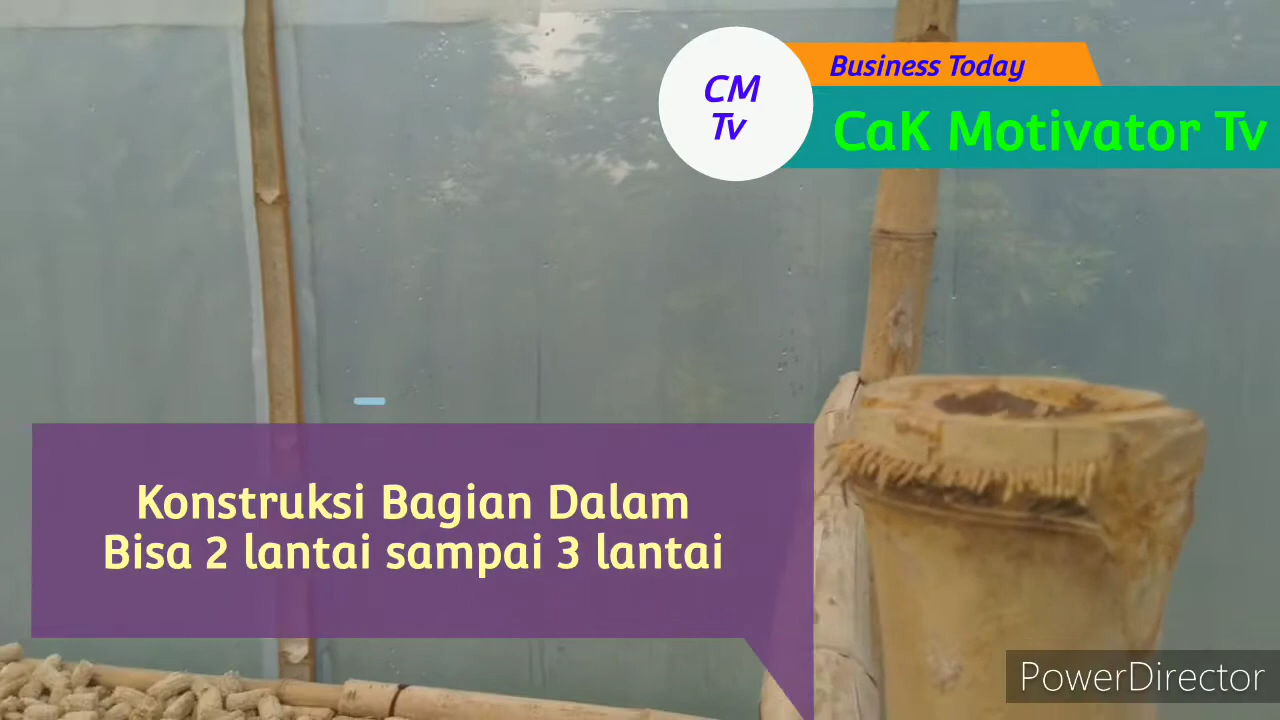 CM
Tv
Business Today
CaK Motivator Tv
Konstruksi Bagian Dalam
Bisa 2 lantai sampai 3 lantai
PowerDirector